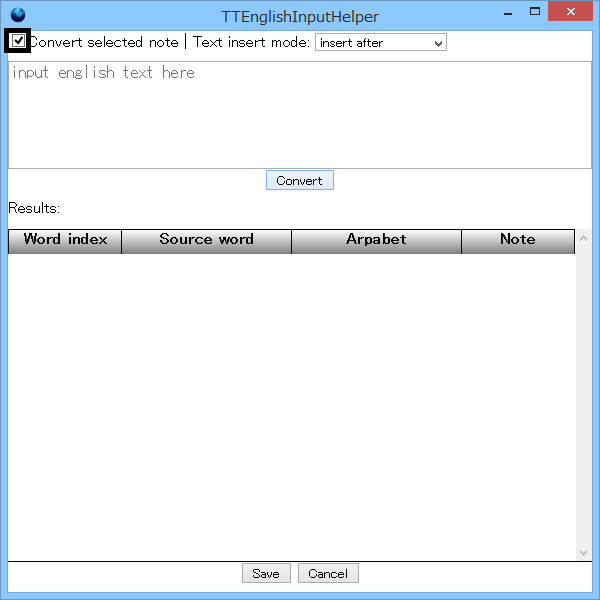 TTEnglishInputHelper
Convert selected note | Text insert mode: insert after
input english text here
Convert
Results:
Word index Source word Arpabet Note
Save Cancel